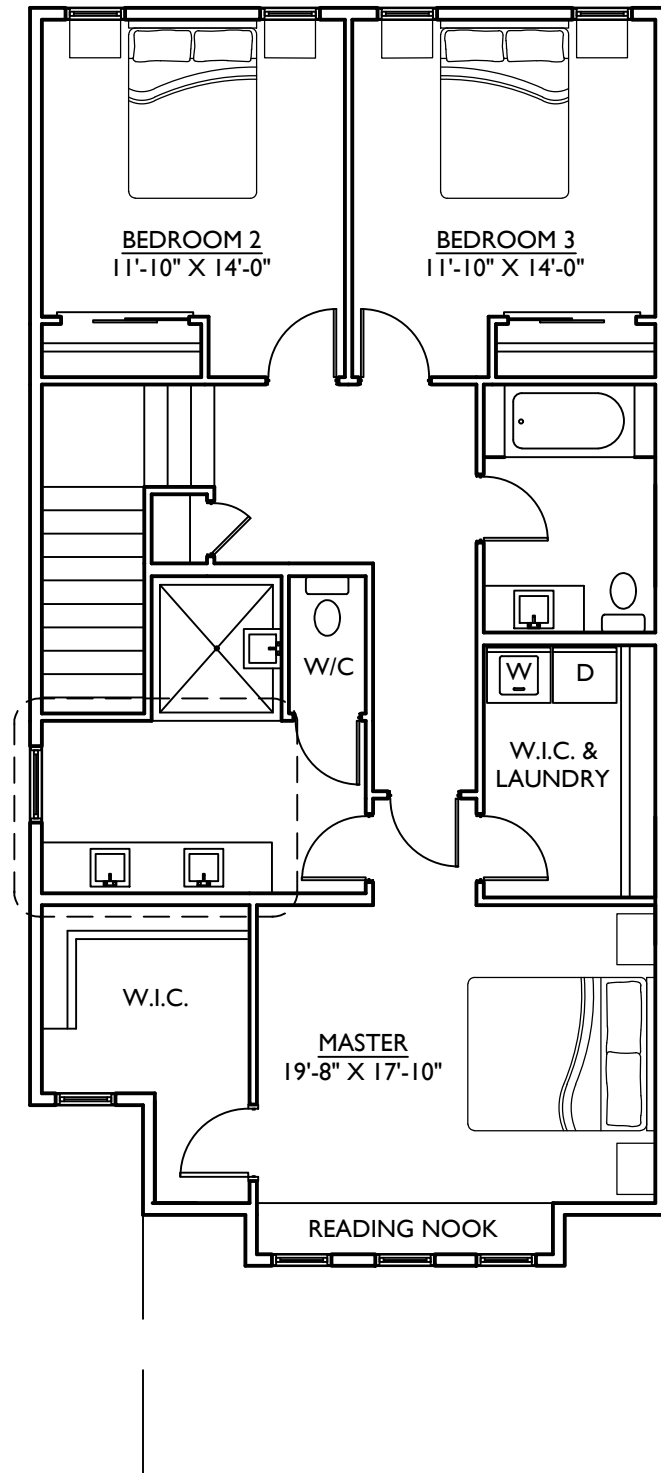 BEDROOM 2
11'-10" X 14'-0"
BEDROOM 3
11'-10" X 14'-0"
W/C
W
D
W.I.C. &
LAUNDRY
W.I.C.
MASTER
19'-8" X 17'-10"
READING NOOK